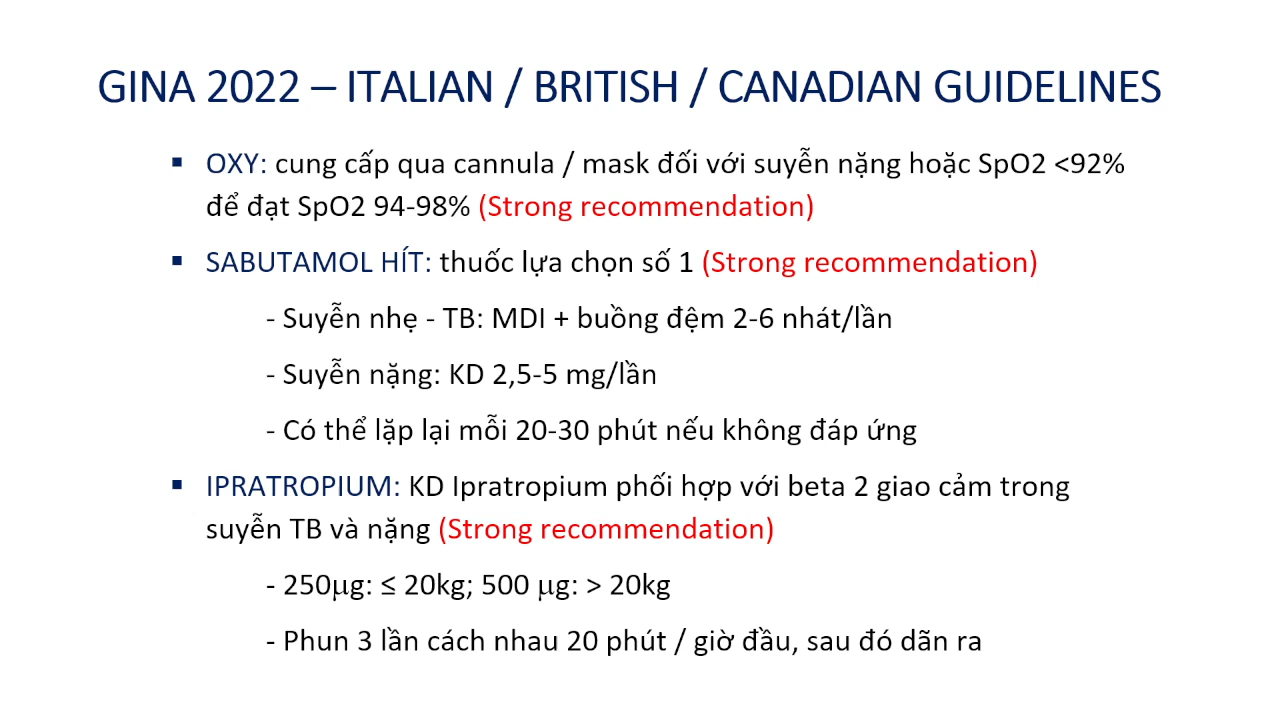 GINA 2022 – ITALIAN / BRITISH / CANADIAN GUIDELINES
▪ OXY: cung cấp qua cannula / mask đối với suyễn nặng hoặc SpO2 <92%
để đạt SpO2 94-98% (Strong recommendation)
▪ SABUTAMOL HÍT: thuốc lựa chọn số 1 (Strong recommendation)
- Suyễn nhẹ - TB: MDI + buồng đệm 2-6 nhát/lần
- Suyễn nặng: KD 2,5-5 mg/lần
- Có thể lặp lại mỗi 20-30 phút nếu không đáp ứng
▪ IPRATROPIUM: KD Ipratropium phối hợp với beta 2 giao cảm trong
suyễn TB và nặng (Strong recommendation)
- 250μg: ≤ 20kg; 500 μg: > 20kg
- Phun 3 lần cách nhau 20 phút / giờ đầu, sau đó dãn ra